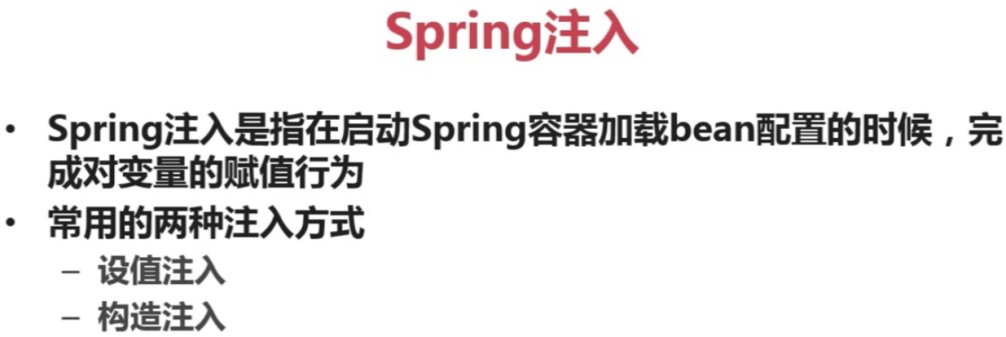 Spring注入
• Spring注入是指在启动Spring容器加载bean配置的时候，完
成对变量的赋值行为
• 常用的两种注入方式
– 设值注入
– 构造注入